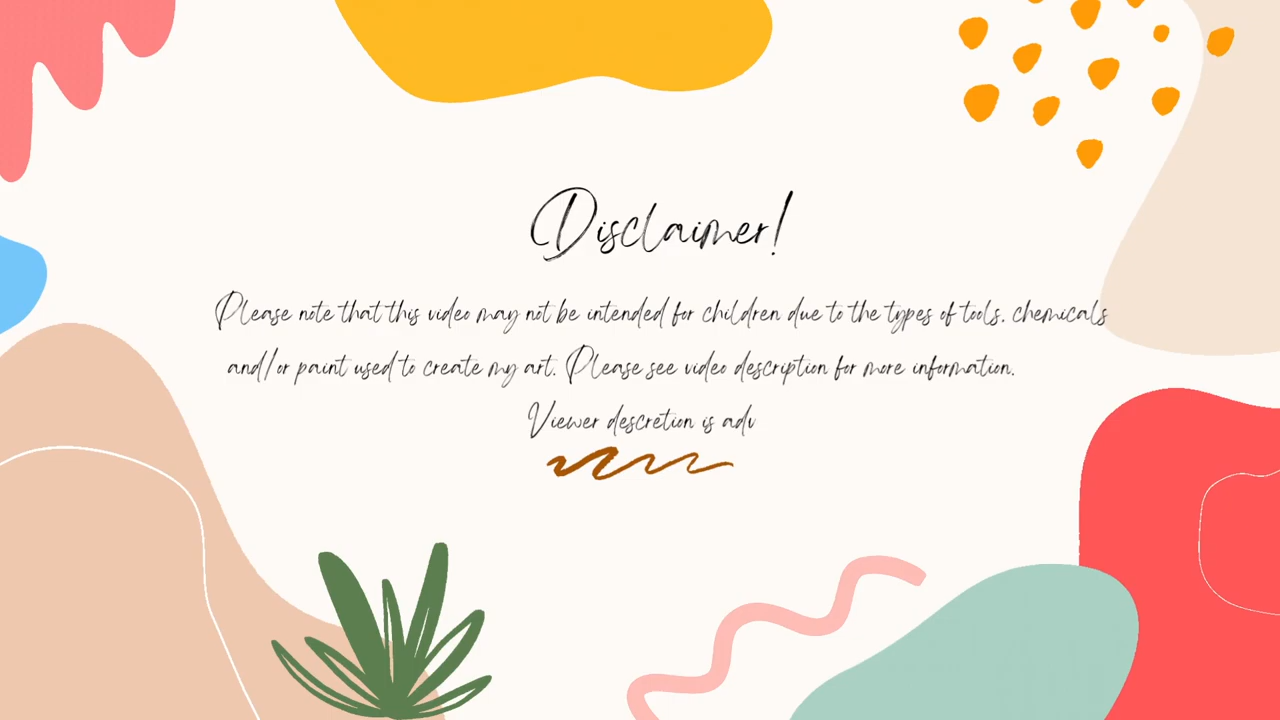 Disclaimer!
Please note that this video may not be intended for children due to the types of tools, chemicals
and/or paint used to create my art. Please see video description for more information.
Viewer descretion is adv